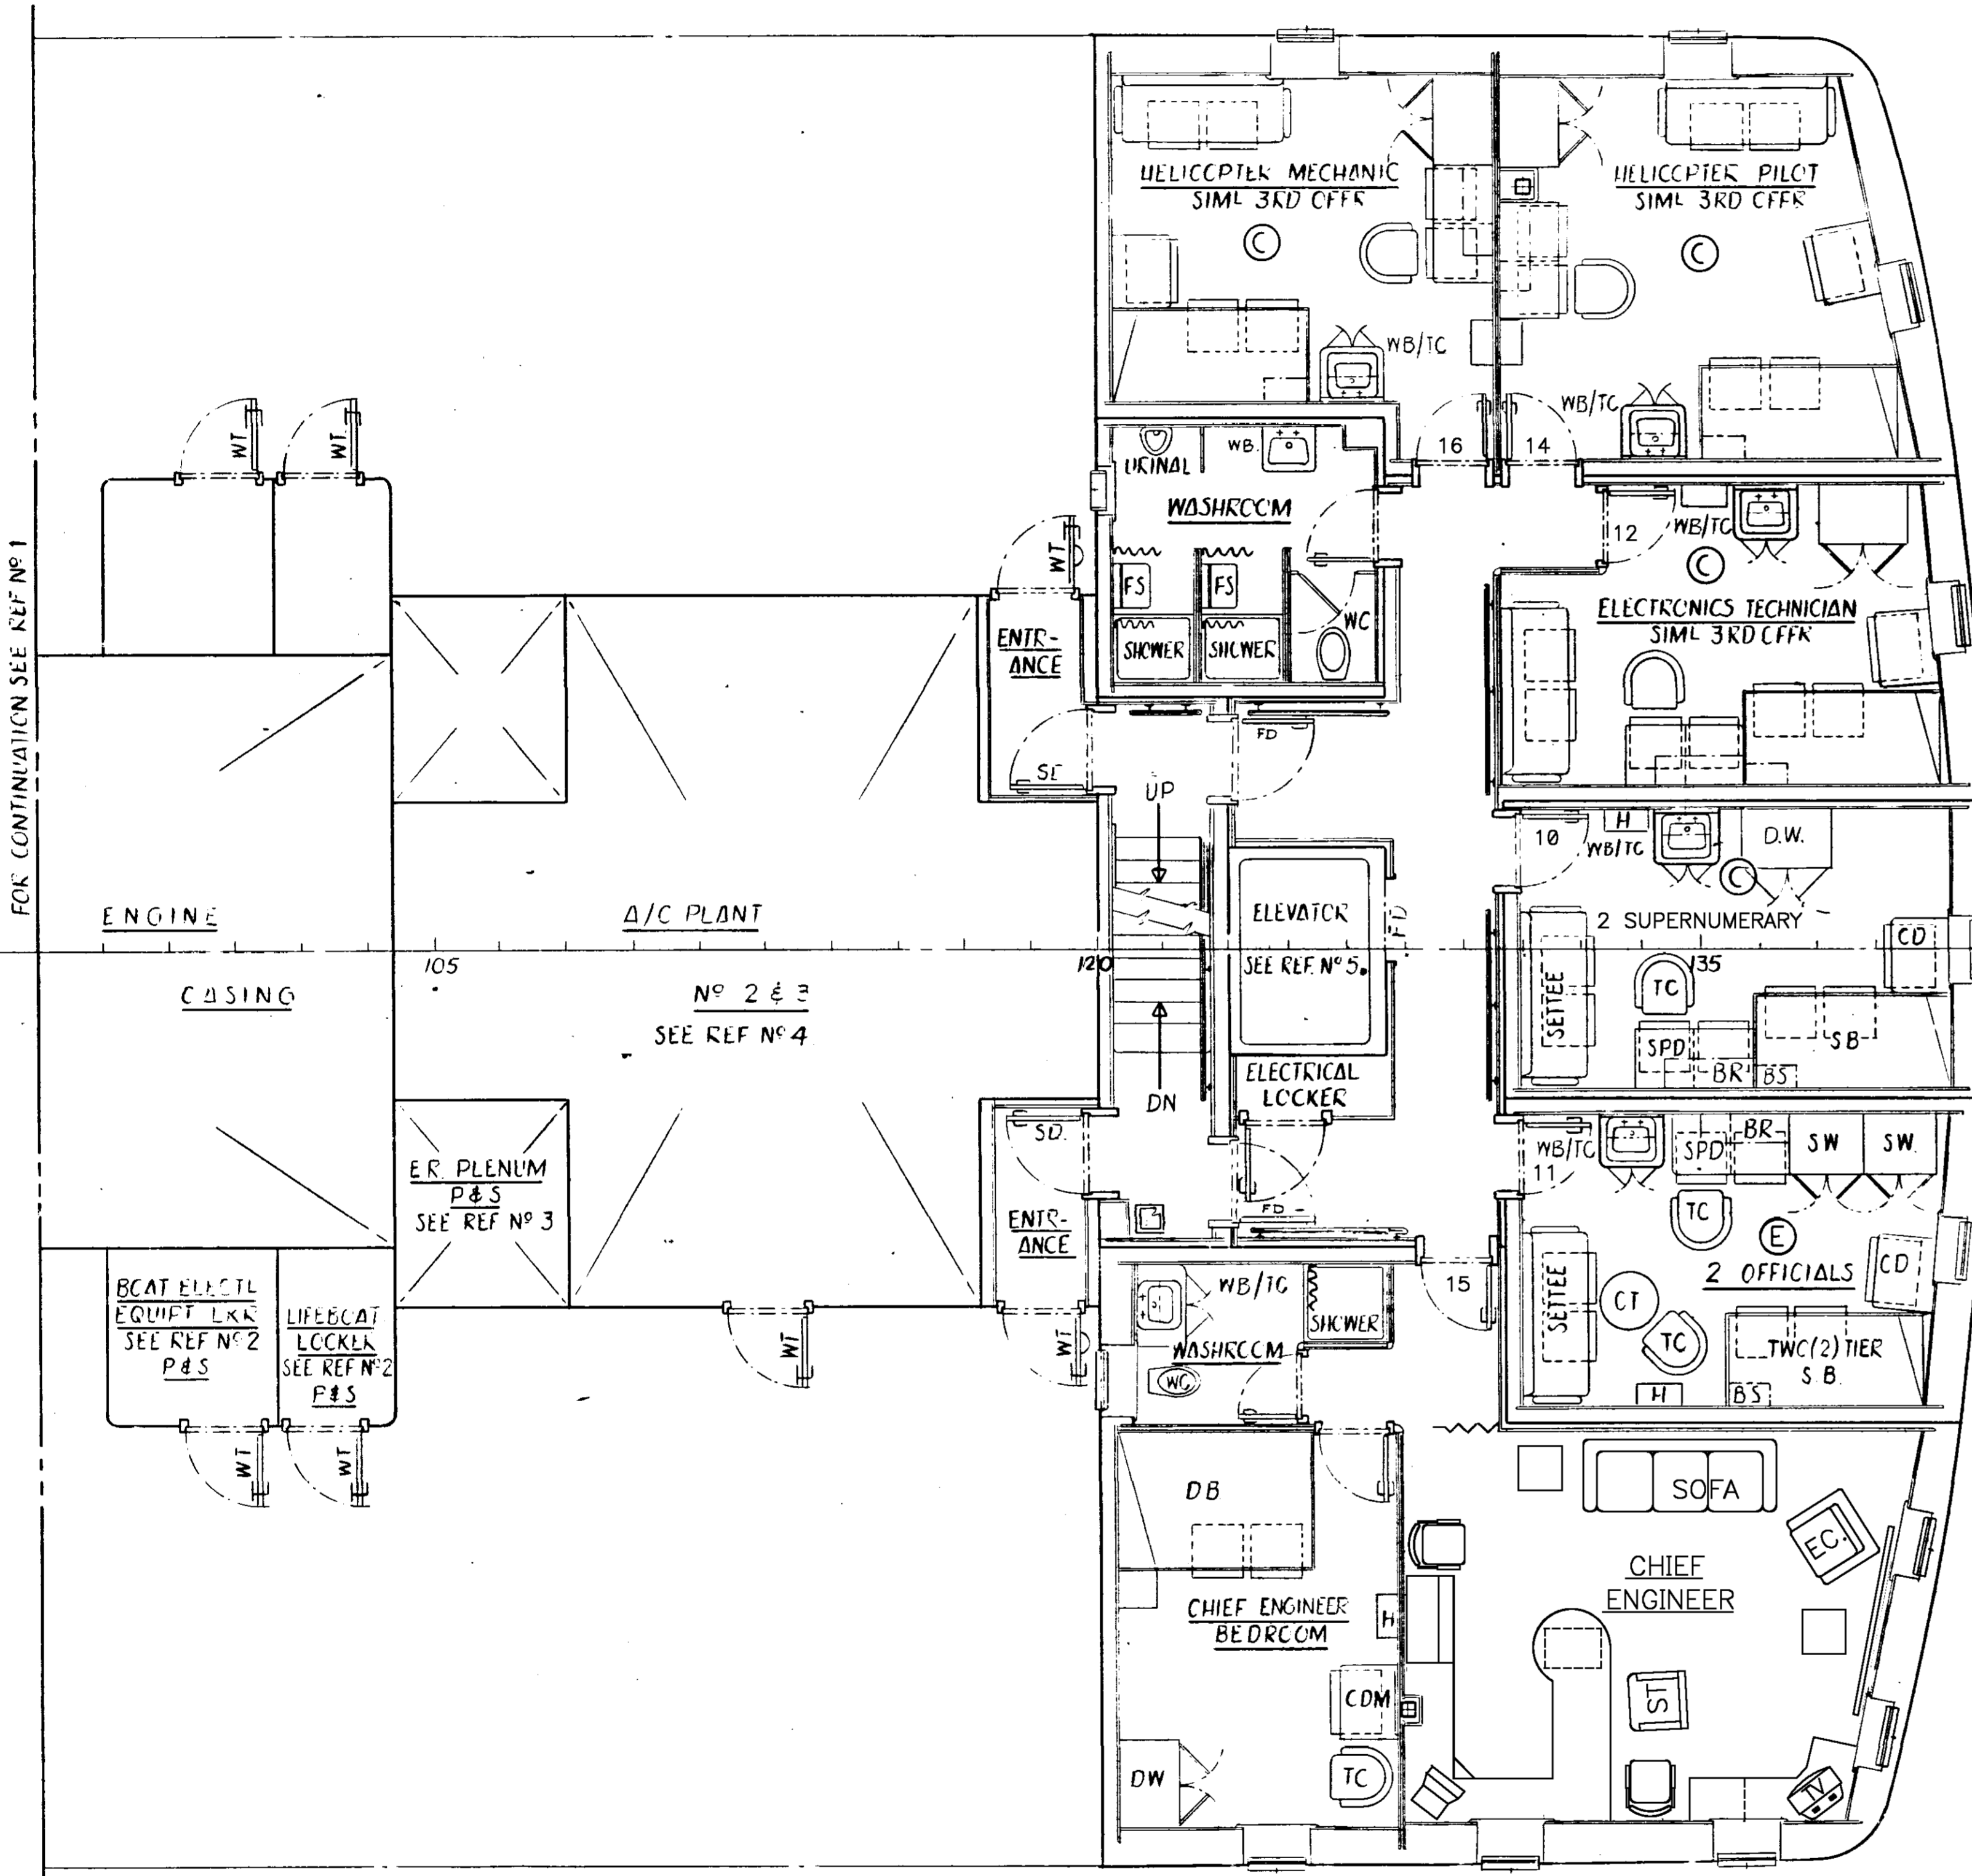 FOR CONTINUATION SEE REF Nº 1
WT
WT
ENGINE
CASING
105
A/C PLANT
Nº 2 & 3
SEE REF Nº 4
120
E.R. PLENUM
P&S
SEE REF Nº 3
BOAT ELECTL
EQUIPT LKR
SEE REF Nº 2
P&S
LIFEBOAT
LOCKER
SEE REF Nº 2
P&S
WT
WT
WT
WT
WT
ENTR-
ANCE
SD
ENTR-
ANCE
SD.
HELICOPTER MECHANIC
SIML 3RD OFFR
C
WB/TC
16
HELICOPTER PILOT
SIML 3RD OFFR
C
WB/TC
14
URINAL
WB.
WASHROOM
FS
FS
SHOWER
SHOWER
WC
12
WB/TC
C
ELECTRONICS TECHNICIAN
SIML 3RD OFFR
FD
UP
DN
ELEVATOR
SEE REF. Nº 5.
FD
ELECTRICAL
LOCKER
FD
10
H
WB/TC
D.W.
C
2 SUPERNUMERARY
CD
135
SETTEE
TC
SPD
BR
BS
SB
WB/TC
11
SPD
BR
SW
SW.
TC
E
2 OFFICIALS
CD
SETTEE
CT
TC
TWO(2) TIER
S.B.
H
BS
15
WB/TC
SHOWER
WASHROOM
WC
DB
CHIEF ENGINEER
BEDROOM
H
CDM
DW
TC
SOFA
EC.
CHIEF
ENGINEER
ST
TV